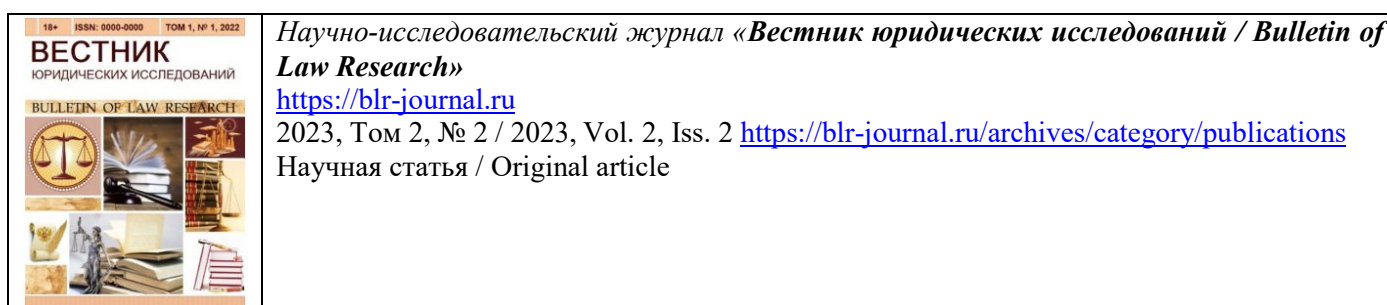 18+ ISSN: 0000-0000 ТОМ 1, № 1, 2022
ВЕСТНИК
ЮРИДИЧЕСКИХ ИССЛЕДОВАНИЙ
BULLETIN OF LAW RESEARCH
Научно-исследовательский журнал «Вестник юридических исследований / Bulletin of
Law Research»
https://blr-journal.ru
2023, Том 2, № 2 / 2023, Vol. 2, Iss. 2 https://blr-journal.ru/archives/category/publications
Научная статья / Original article